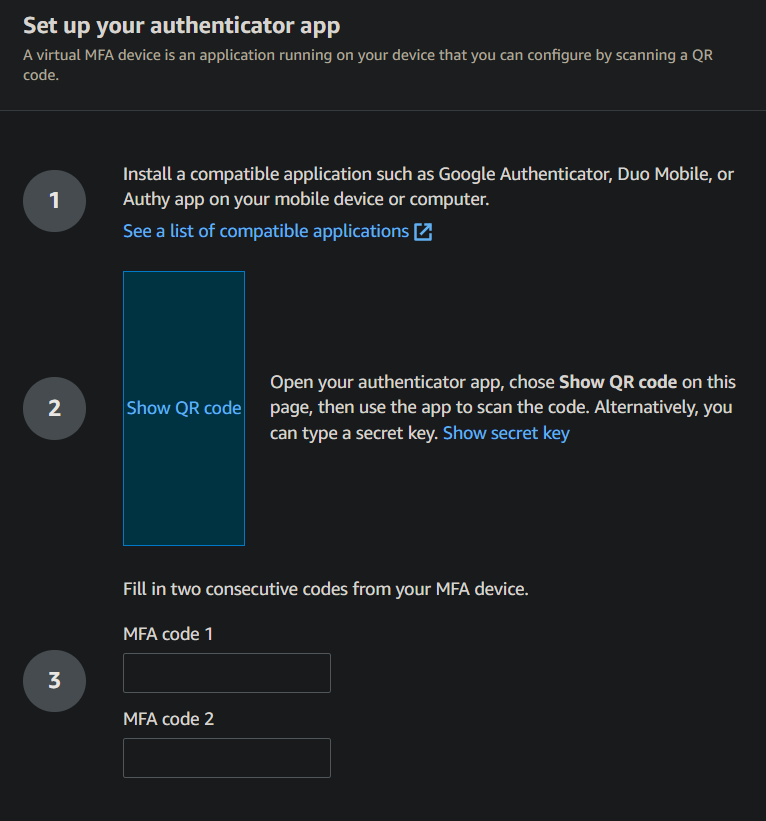 Set up your authenticator app
A virtual MFA device is an application running on your device that you can configure by scanning a QR
code.
1
Install a compatible application such as Google Authenticator, Duo Mobile, or
Authy app on your mobile device or computer.
See a list of compatible applications
2
Show QR code
Open your authenticator app, chose Show QR code on this
page, then use the app to scan the code. Alternatively, you
can type a secret key. Show secret key
3
Fill in two consecutive codes from your MFA device.
MFA code 1
MFA code 2